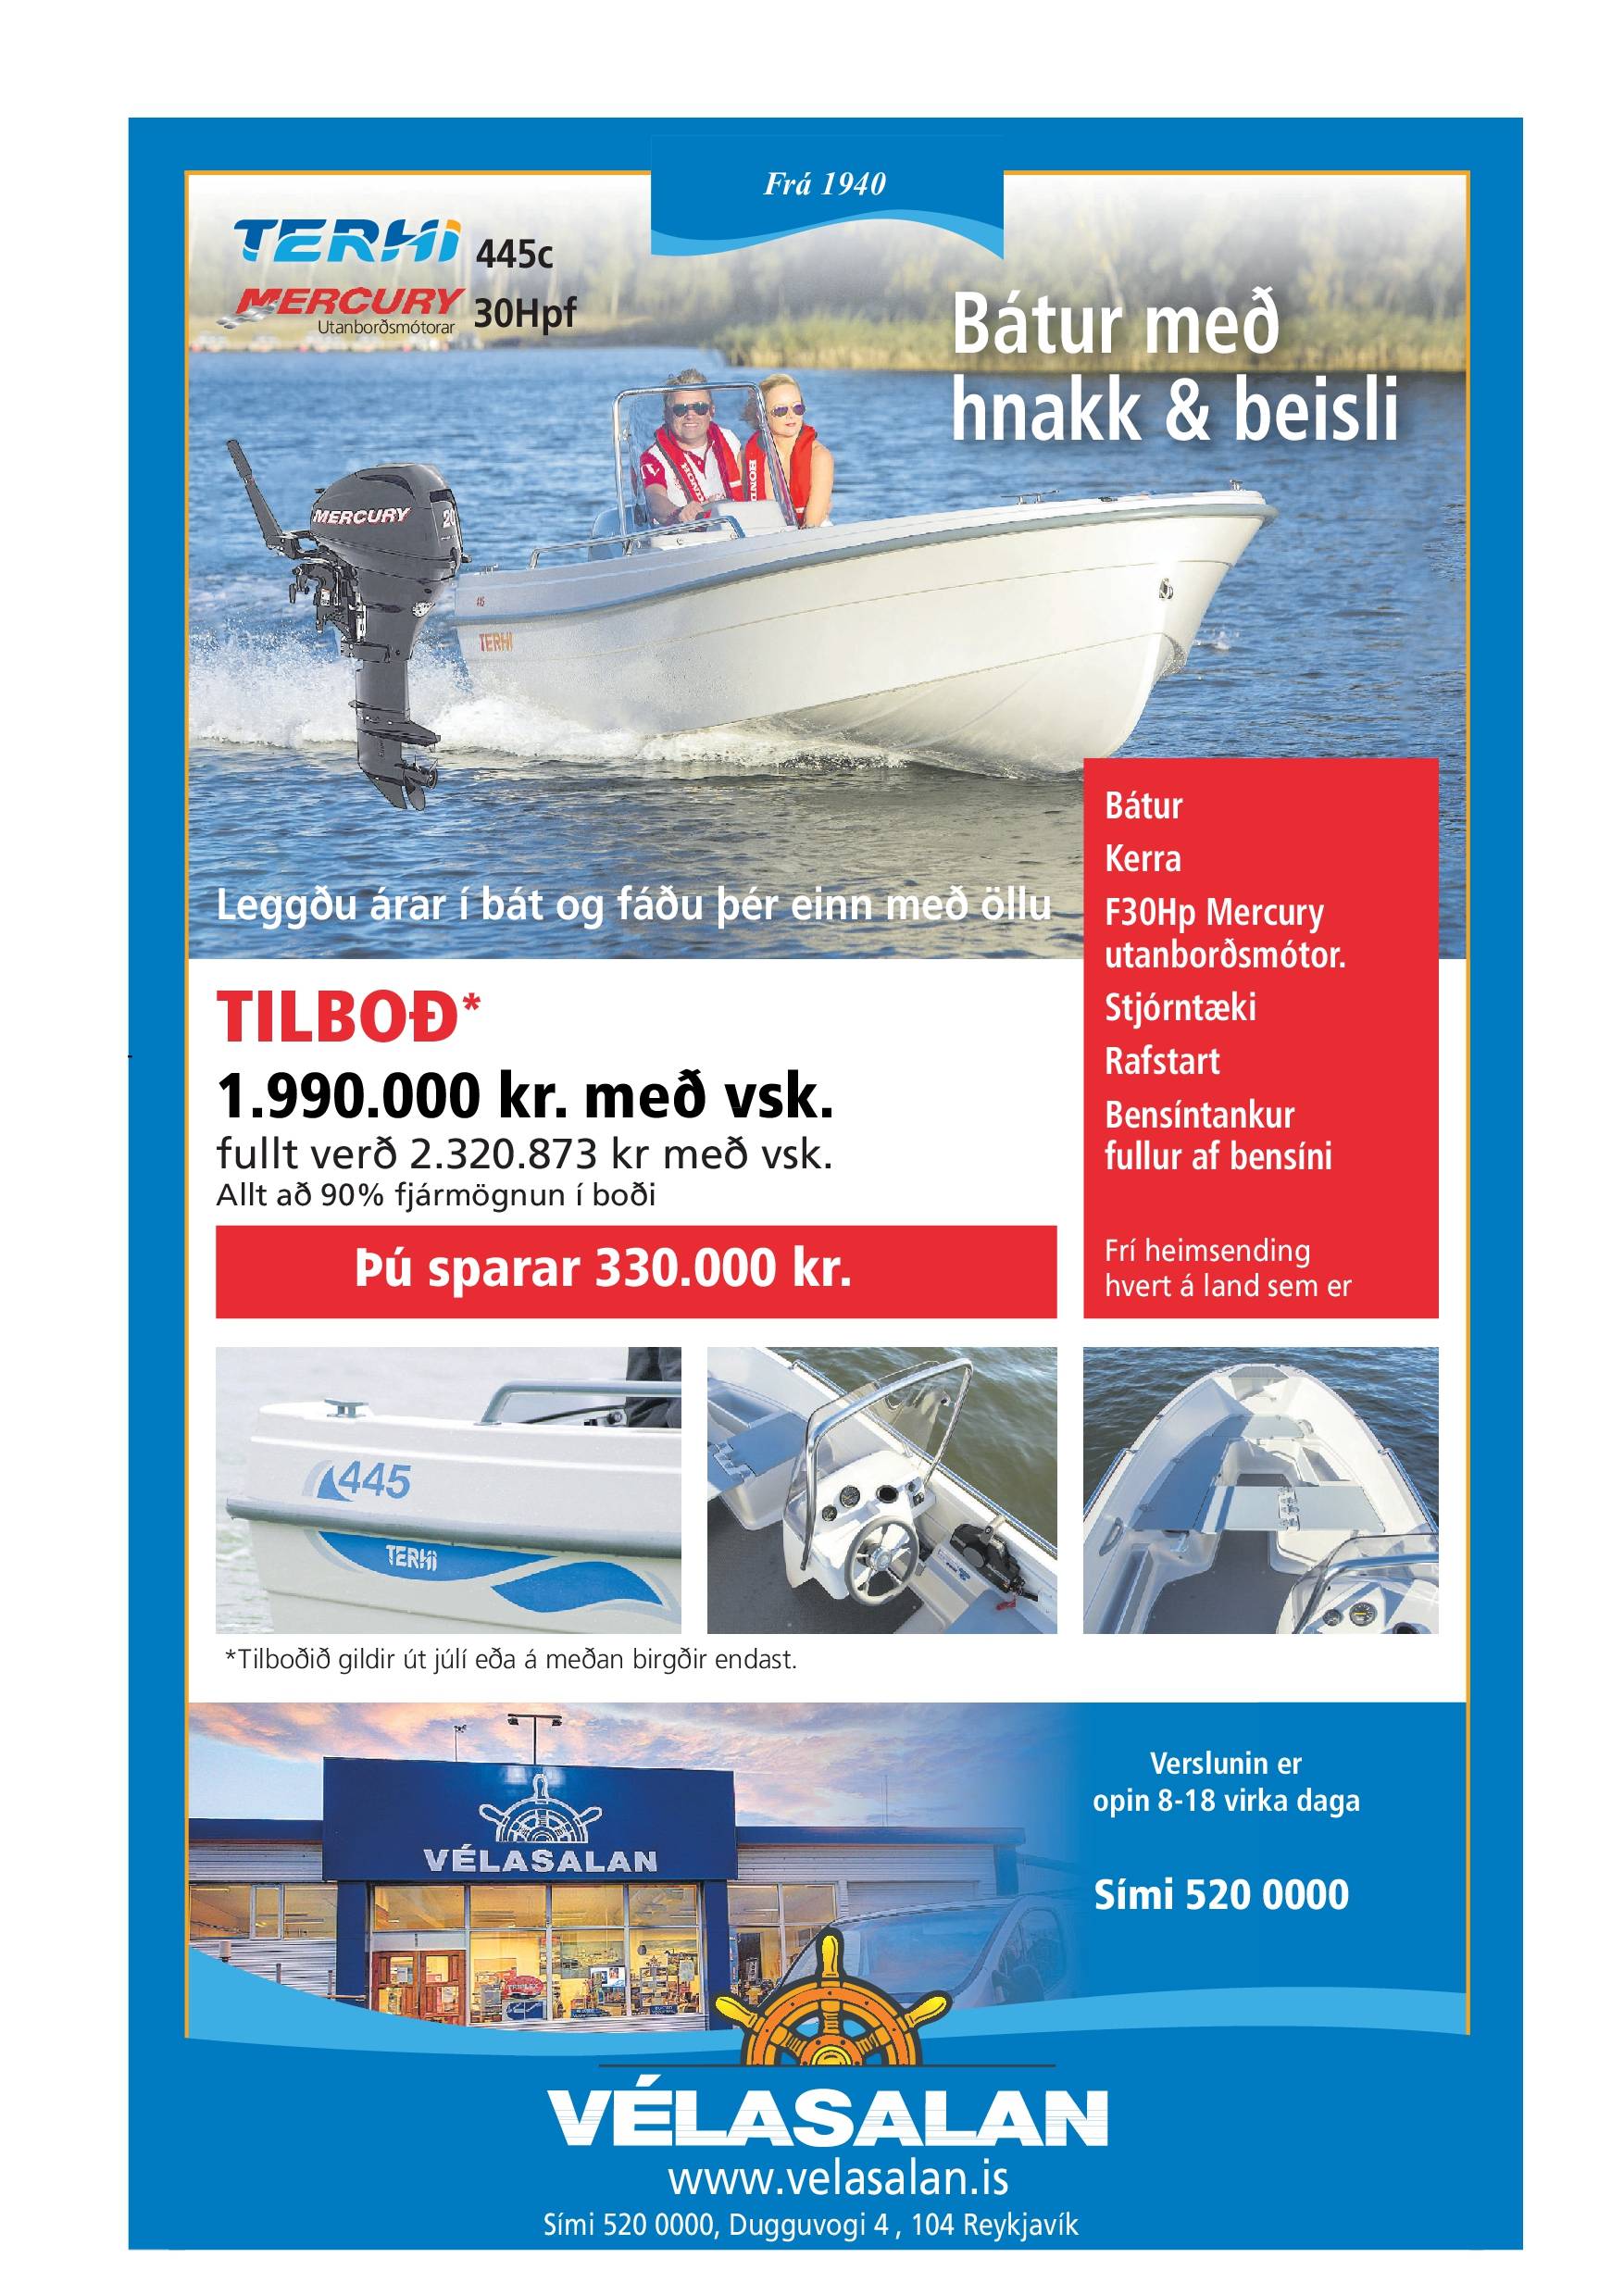 Frá 1940
TERHI 445c
MERCURY 30Hpf
Utanborðsmótorar
Bátur með
hnakk & beisli
MERCURY 20
HONDA
445
TERHI
Leggðu árar í bát og fáðu þér einn með öllu
Bátur
Kerra
F30Hp Mercury
utanborðsmótor.
Stjórntæki
Rafstart
Bensíntankur
fullur af bensíni
Frí heimsending
hvert á land sem er
TILBOÐ*
1.990.000 kr. með vsk.
fullt verð 2.320.873 kr með vsk.
Allt að 90% fjármögnun í boði
Þú sparar 330.000 kr.
445
TERHI
*Tilboðið gildir út júlí eða á meðan birgðir endast.
VÉLASALAN
Verslunin er
opin 8-18 virka daga
Sími 520 0000
VÉLASALAN
www.velasalan.is
Sími 520 0000, Dugguvogi 4 , 104 Reykjavík